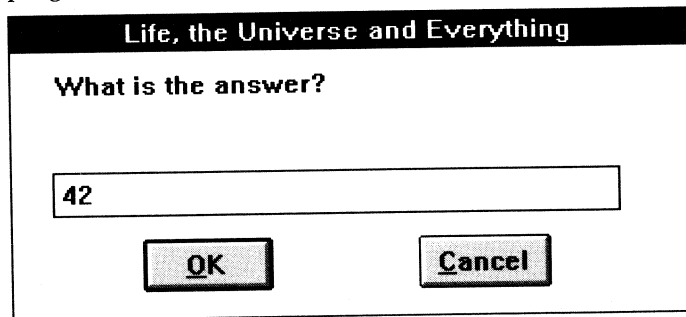 Life, the Universe and Everything
What is the answer?
42
OK
Cancel